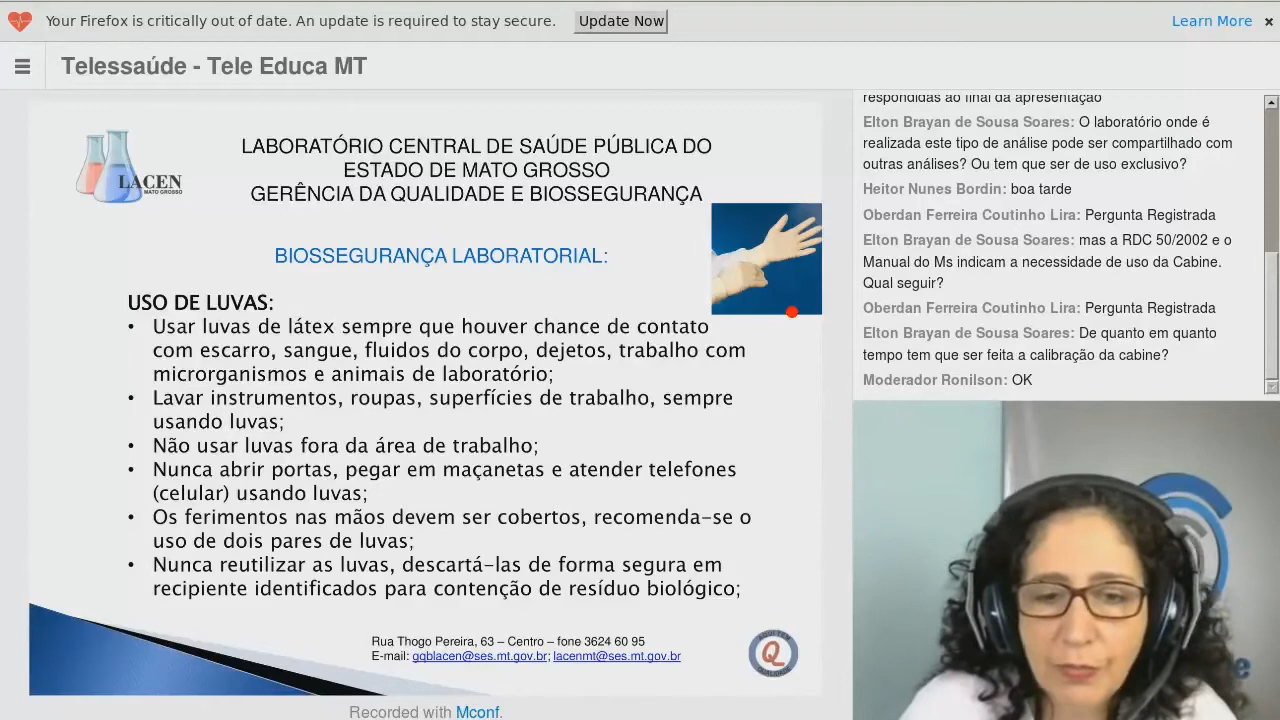 Your Firefox is critically out of date. An update is required to stay secure.
Update Now
Learn More
Telessaúde - Tele Educa MT
LACEN
MATO GROSSO
LABORATÓRIO CENTRAL DE SAÚDE PÚBLICA DO
ESTADO DE MATO GROSSO
GERÊNCIA DA QUALIDADE E BIOSSEGURANÇA
BIOSSEGURANÇA LABORATORIAL:
USO DE LUVAS:
• Usar luvas de látex sempre que houver chance de contato
com escarro, sangue, fluidos do corpo, dejetos, trabalho com
microrganismos e animais de laboratório;
• Lavar instrumentos, roupas, superfícies de trabalho, sempre
usando luvas;
• Não usar luvas fora da área de trabalho;
• Nunca abrir portas, pegar em maçanetas e atender telefones
(celular) usando luvas;
• Os ferimentos nas mãos devem ser cobertos, recomenda-se o
uso de dois pares de luvas;
• Nunca reutilizar as luvas, descartá-las de forma segura em
recipiente identificados para contenção de resíduo biológico;
Rua Thogo Pereira, 63 – Centro – fone 3624 60 95
E-mail: ggblacen@ses.mt.gov.br; lacenmt@ses.mt.gov.br
AQUI TEM
Q
QUALIDADE
Recorded with Mconf.
respondidas ao final da apresentação
Elton Brayan de Sousa Soares: O laboratório onde é
realizada este tipo de análise pode ser compartilhado com
outras análises? Ou tem que ser de uso exclusivo?
Heitor Nunes Bordin: boa tarde
Oberdan Ferreira Coutinho Lira: Pergunta Registrada
Elton Brayan de Sousa Soares: mas a RDC 50/2002 e o
Manual do Ms indicam a necessidade de uso da Cabine.
Qual seguir?
Oberdan Ferreira Coutinho Lira: Pergunta Registrada
Elton Brayan de Sousa Soares: De quanto em quanto
tempo tem que ser feita a calibração da cabine?
Moderador Ronilson: OK